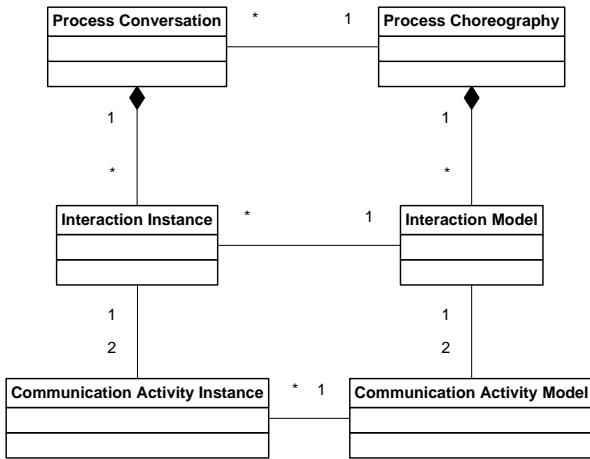 Process Conversation
* 1
Process Choreography
1
1
*
*
Interaction Instance
* 1
Interaction Model
1
1
2
2
Communication Activity Instance
* 1
Communication Activity Model